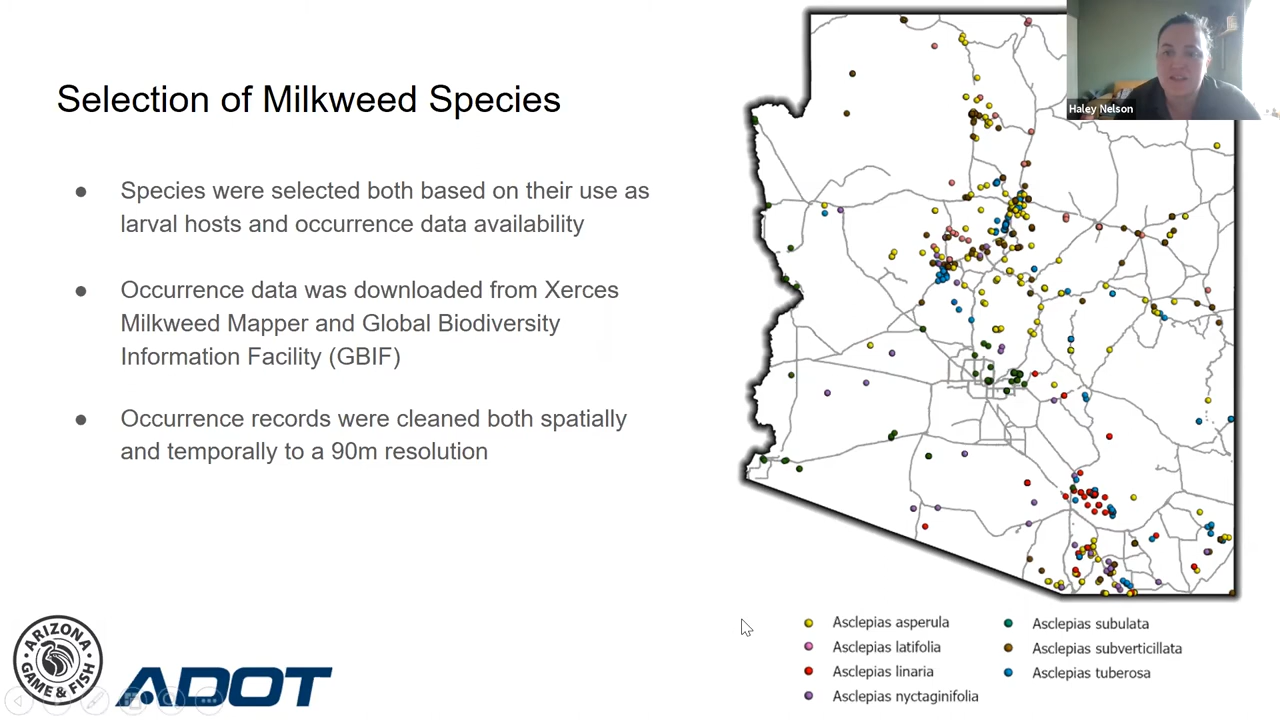 Selection of Milkweed Species
Haley Nelson
● Species were selected both based on their use as
larval hosts and occurrence data availability
● Occurrence data was downloaded from Xerces
Milkweed Mapper and Global Biodiversity
Information Facility (GBIF)
● Occurrence records were cleaned both spatially
and temporally to a 90m resolution
Asclepias asperula
Asclepias latifolia
Asclepias linaria
Asclepias nyctaginifolia
Asclepias subulata
Asclepias subverticillata
Asclepias tuberosa
ARIZONA
GAME & FISH
ADOT